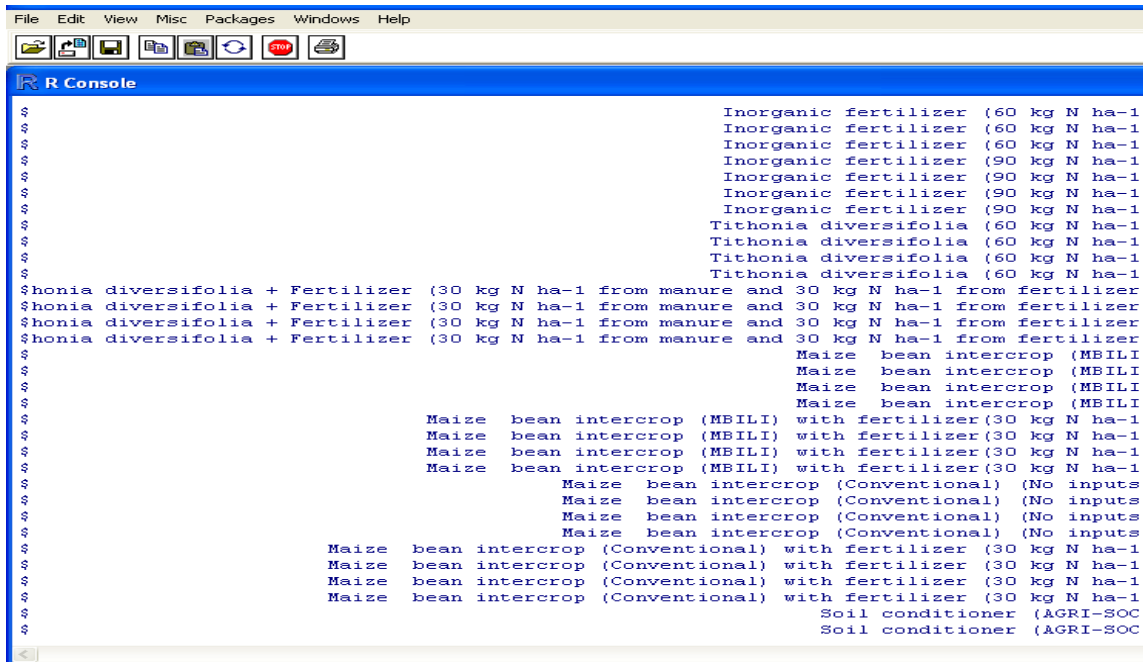 File Edit View Misc Packages Windows Help
STOP
R R Console
$ Inorganic fertilizer (60 kg N ha-1
$ Inorganic fertilizer (60 kg N ha-1
$ Inorganic fertilizer (60 kg N ha-1
$ Inorganic fertilizer (90 kg N ha-1
$ Inorganic fertilizer (90 kg N ha-1
$ Inorganic fertilizer (90 kg N ha-1
$ Inorganic fertilizer (90 kg N ha-1
$ Tithonia diversifolia (60 kg N ha-1
$ Tithonia diversifolia (60 kg N ha-1
$ Tithonia diversifolia (60 kg N ha-1
$ Tithonia diversifolia (60 kg N ha-1
$honia diversifolia + Fertilizer (30 kg N ha-1 from manure and 30 kg N ha-1 from fertilizer
$honia diversifolia + Fertilizer (30 kg N ha-1 from manure and 30 kg N ha-1 from fertilizer
$honia diversifolia + Fertilizer (30 kg N ha-1 from manure and 30 kg N ha-1 from fertilizer
$honia diversifolia + Fertilizer (30 kg N ha-1 from manure and 30 kg N ha-1 from fertilizer
$ Maize bean intercrop (MBILI
$ Maize bean intercrop (MBILI
$ Maize bean intercrop (MBILI
$ Maize bean intercrop (MBILI
$ Maize bean intercrop (MBILI) with fertilizer(30 kg N ha-1
$ Maize bean intercrop (MBILI) with fertilizer(30 kg N ha-1
$ Maize bean intercrop (MBILI) with fertilizer(30 kg N ha-1
$ Maize bean intercrop (MBILI) with fertilizer(30 kg N ha-1
$ Maize bean intercrop (Conventional) (No inputs
$ Maize bean intercrop (Conventional) (No inputs
$ Maize bean intercrop (Conventional) (No inputs
$ Maize bean intercrop (Conventional) (No inputs
$ Maize bean intercrop (Conventional) with fertilizer (30 kg N ha-1
$ Maize bean intercrop (Conventional) with fertilizer (30 kg N ha-1
$ Maize bean intercrop (Conventional) with fertilizer (30 kg N ha-1
$ Maize bean intercrop (Conventional) with fertilizer (30 kg N ha-1
$ Soil conditioner (AGRI-SOC
$ Soil conditioner (AGRI-SOC